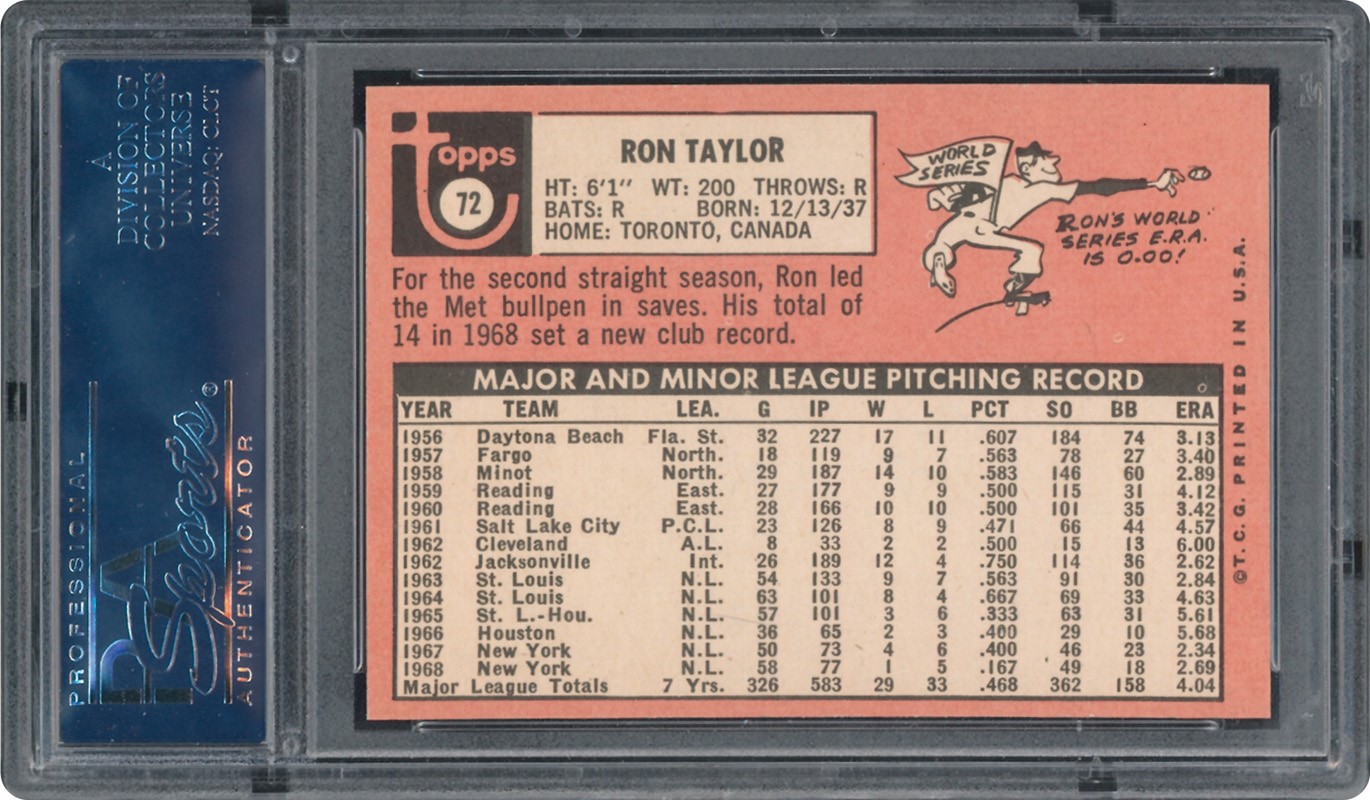 A
DIVISION OF
COLLECTORS
UNIVERSE
NASDAQ: CLCT
PROFESSIONAL
PSA
Sports®
AUTHENTICATOR
topps
72
RON TAYLOR
HT: 6'1" WT: 200 THROWS: R
BATS: R BORN: 12/13/37
HOME: TORONTO, CANADA
WORLD
SERIES
RON'S WORLD
SERIES E.R.A.
IS 0.00!
For the second straight season, Ron led
the Met bullpen in saves. His total of
14 in 1968 set a new club record.
MAJOR AND MINOR LEAGUE PITCHING RECORD
YEAR TEAM LEA. G IP W L PCT SO BB ERA
1956 Daytona Beach Fla. St. 32 227 17 11 .607 184 74 3.13
1957 Fargo North. 18 119 9 7 .563 78 27 3.40
1958 Minot North. 29 187 14 10 .583 146 60 2.89
1959 Reading East. 27 177 9 9 .500 115 31 4.12
1960 Reading East. 28 166 10 10 .500 101 35 3.42
1961 Salt Lake City P.C.L. 23 126 8 9 .471 66 44 4.57
1962 Cleveland A.L. 8 33 2 2 .500 15 13 6.00
1962 Jacksonville Int. 26 189 12 4 .750 114 36 2.62
1963 St. Louis N.L. 54 133 9 7 .563 91 30 2.84
1964 St. Louis N.L. 63 101 8 4 .667 69 33 4.63
1965 St. L.-Hou. N.L. 57 101 3 6 .333 63 31 5.61
1966 Houston N.L. 36 65 2 3 .400 29 10 5.68
1967 New York N.L. 50 73 4 6 .400 46 23 2.34
1968 New York N.L. 58 77 1 5 .167 49 18 2.69
Major League Totals 7 Yrs. 326 583 29 33 .468 362 158 4.04
©T.C.G. PRINTED IN U.S.A.